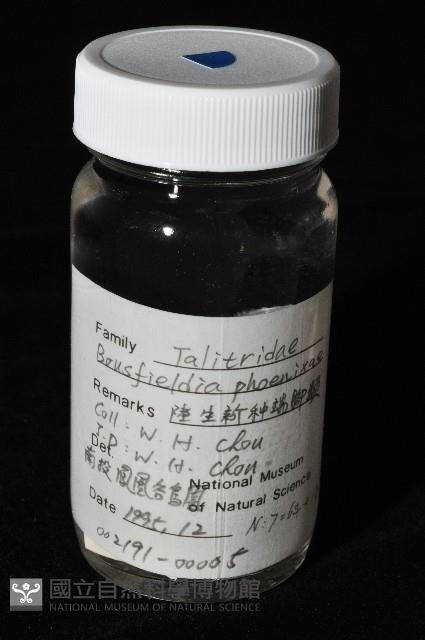 Family Talitridae
Bousfieldia phoenixae
Remarks 陸生新种端脚類
Coll: W. H. Chou
I.D: W. H. Chou
Det.
南投鳳凰谷鳥園
National Museum
of Natural Science
Date 1995, 12
002191-00005
國立自然科學博物館
NATIONAL MUSEUM OF NATURAL SCIENCE